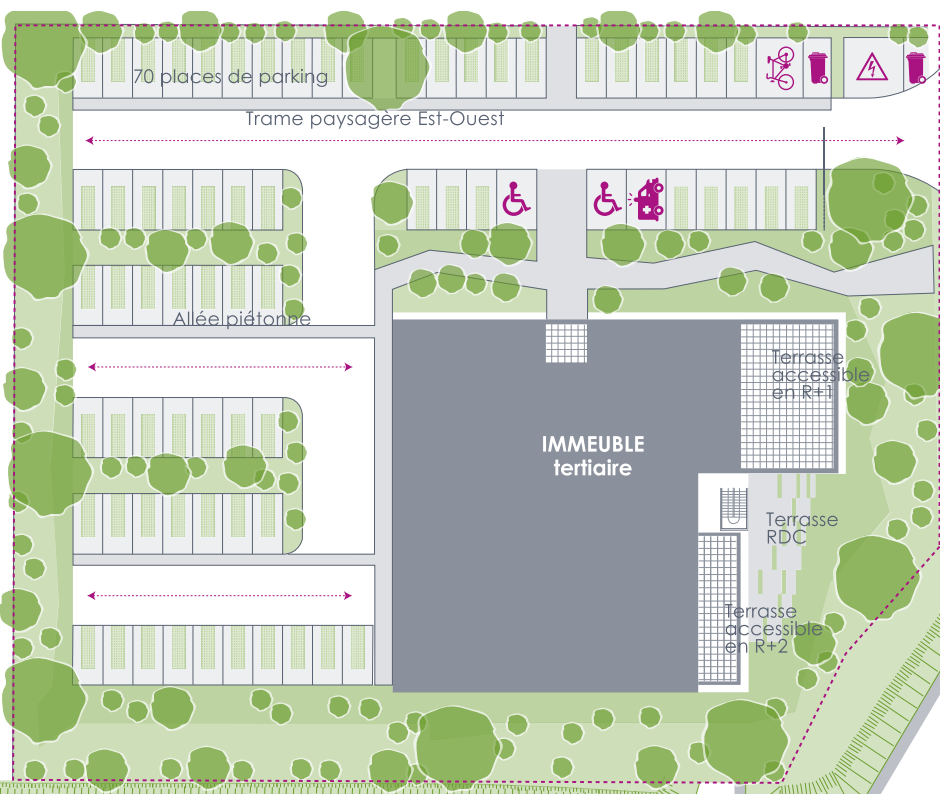 70 places de parking
Trame paysagère Est-Ouest
Allée piétonne
Terrasse
accessible
en R+1
IMMEUBLE
tertiaire
Terrasse
RDC
Terrasse
accessible
en R+2